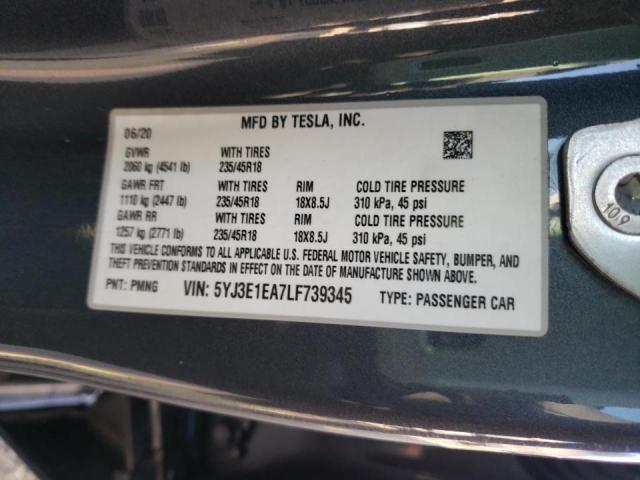 MFD BY TESLA, INC.
06/20
GVWR WITH TIRES
2060 kg (4541 lb) 235/45R18
GAWR FRT WITH TIRES RIM COLD TIRE PRESSURE
1110 kg (2447 lb) 235/45R18 18X8.5J 310 kPa, 45 psi
GAWR RR WITH TIRES RIM COLD TIRE PRESSURE
1257 kg (2771 lb) 235/45R18 18X8.5J 310 kPa, 45 psi
THIS VEHICLE CONFORMS TO ALL APPLICABLE U.S. FEDERAL MOTOR VEHICLE SAFETY, BUMPER, AND
THEFT PREVENTION STANDARDS IN EFFECT ON THE DATE OF MANUFACTURE SHOWN ABOVE.
PNT: PMNG VIN: 5YJ3E1EA7LF739345 TYPE: PASSENGER CAR
10.9